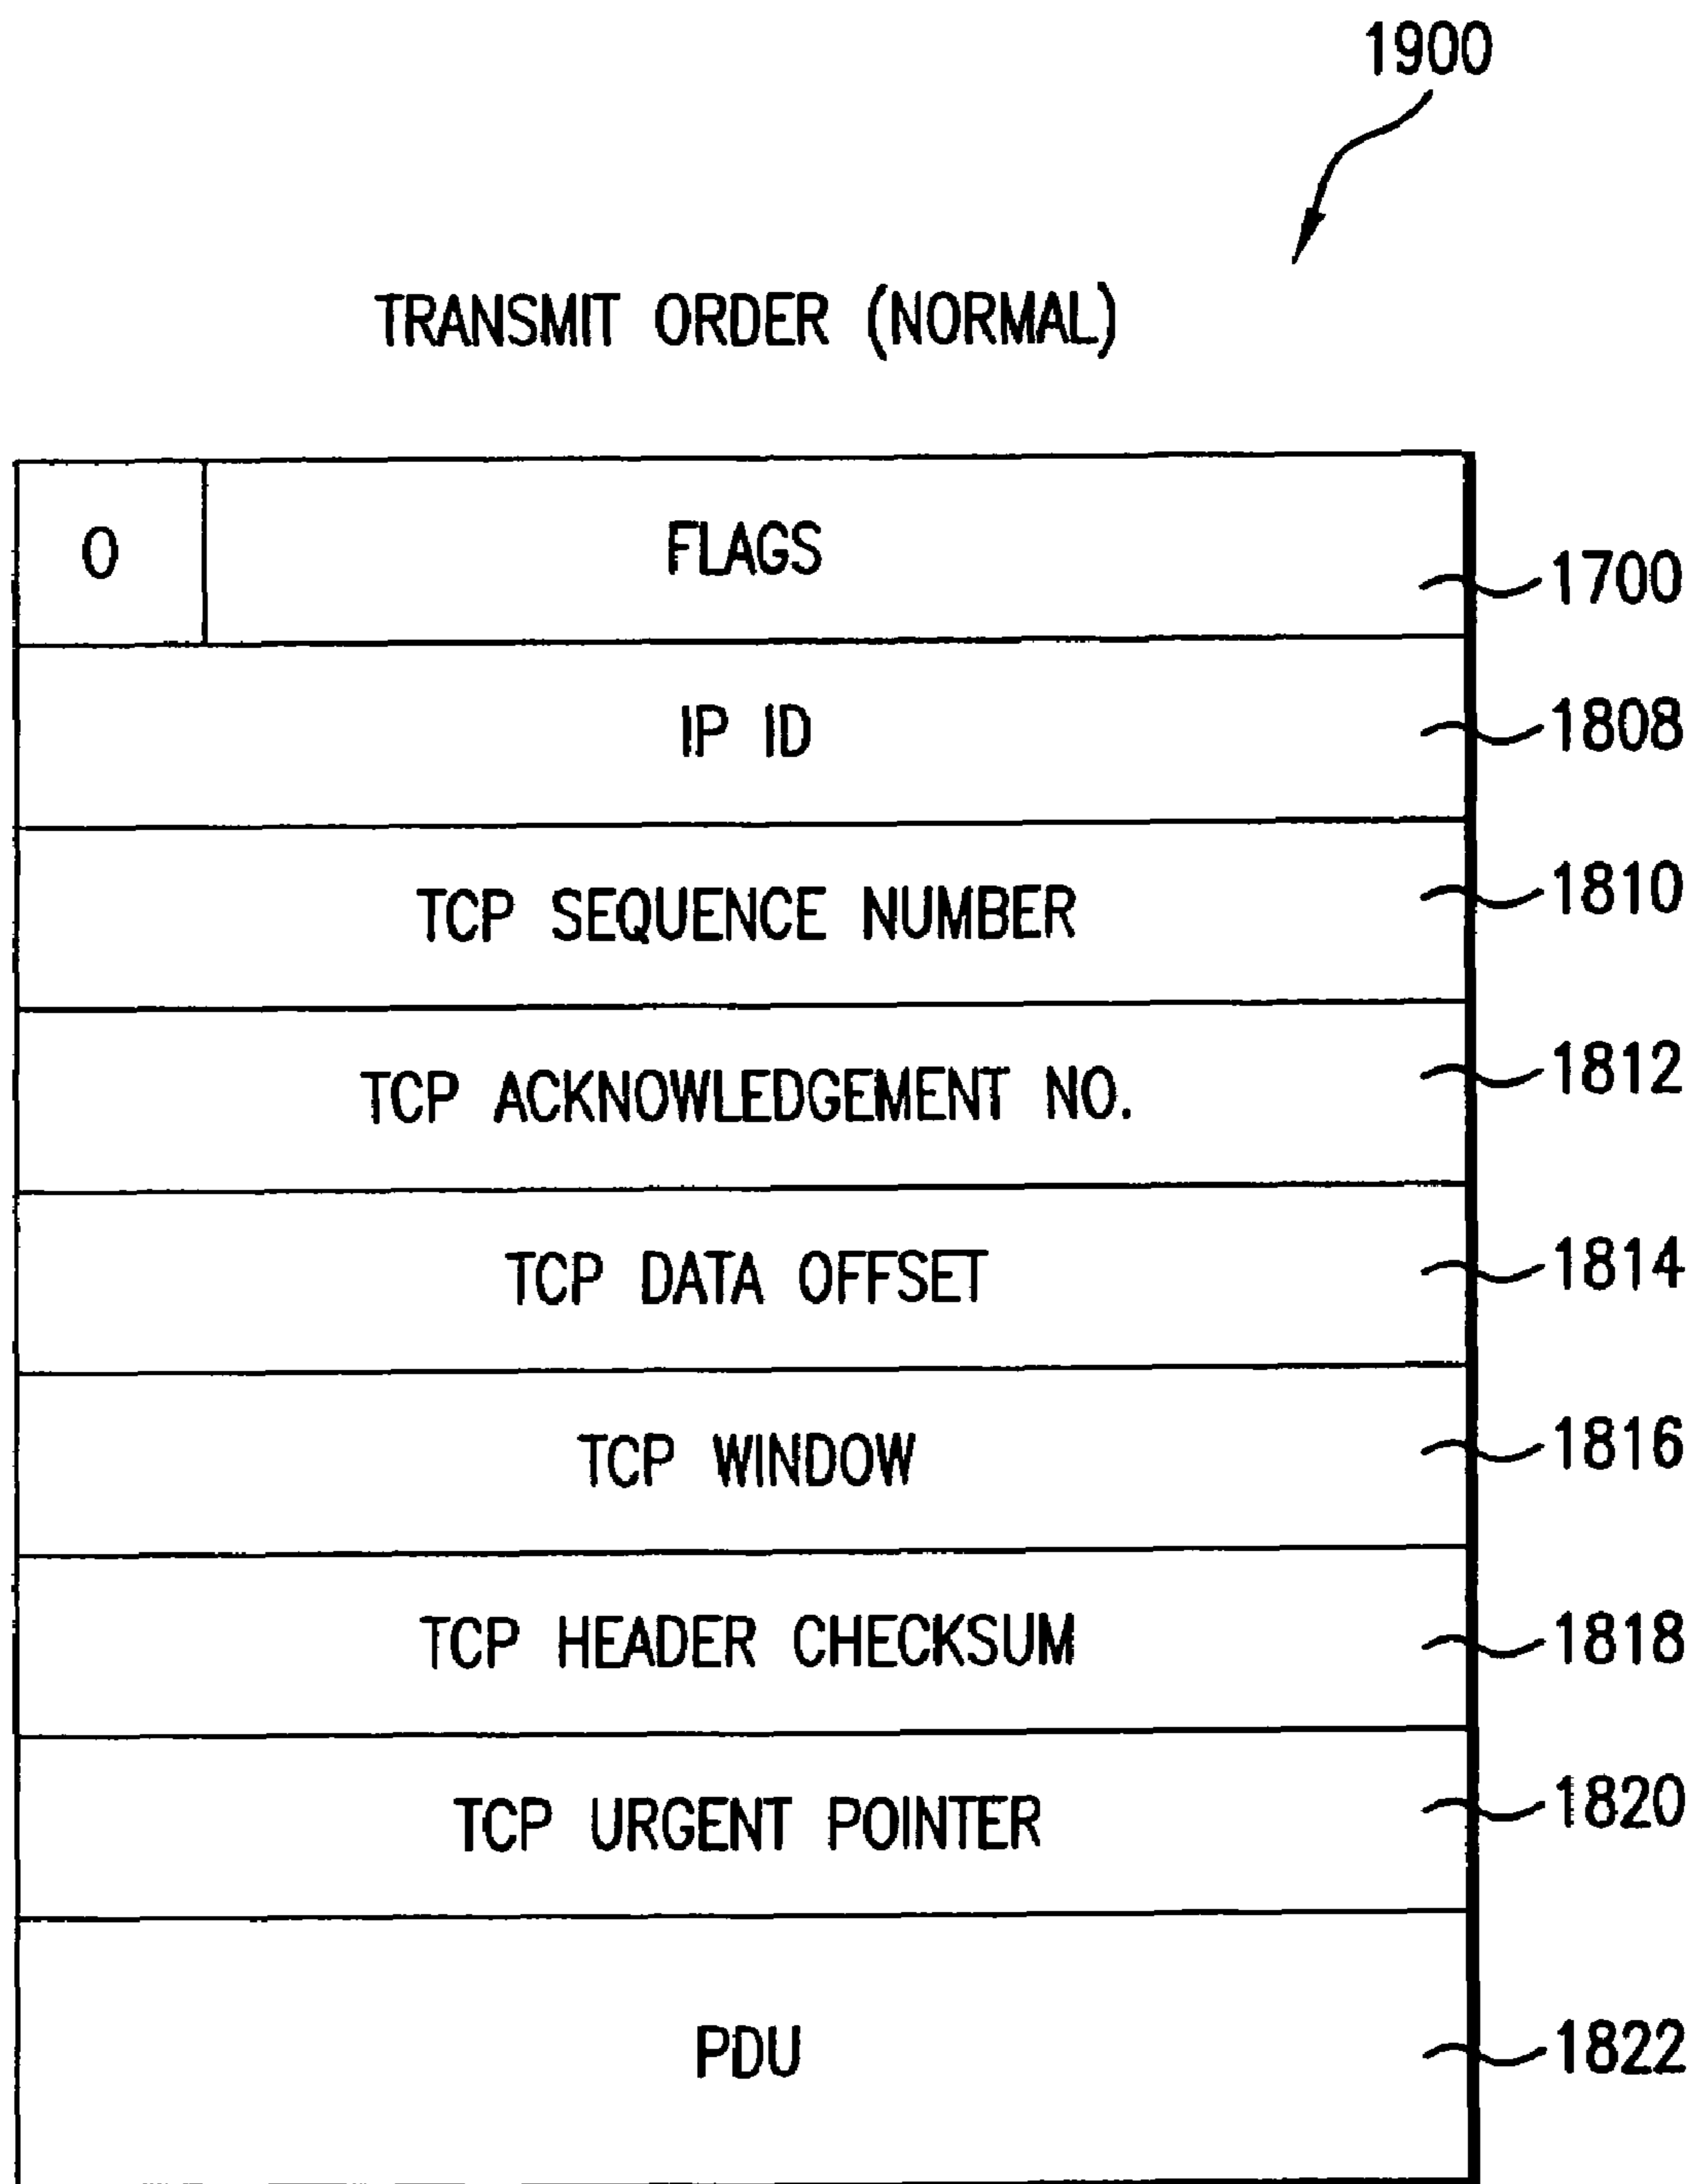 1900
TRANSMIT ORDER (NORMAL)
0 FLAGS 1700
IP ID 1808
TCP SEQUENCE NUMBER 1810
TCP ACKNOWLEDGEMENT NO. 1812
TCP DATA OFFSET 1814
TCP WINDOW 1816
TCP HEADER CHECKSUM 1818
TCP URGENT POINTER 1820
PDU 1822